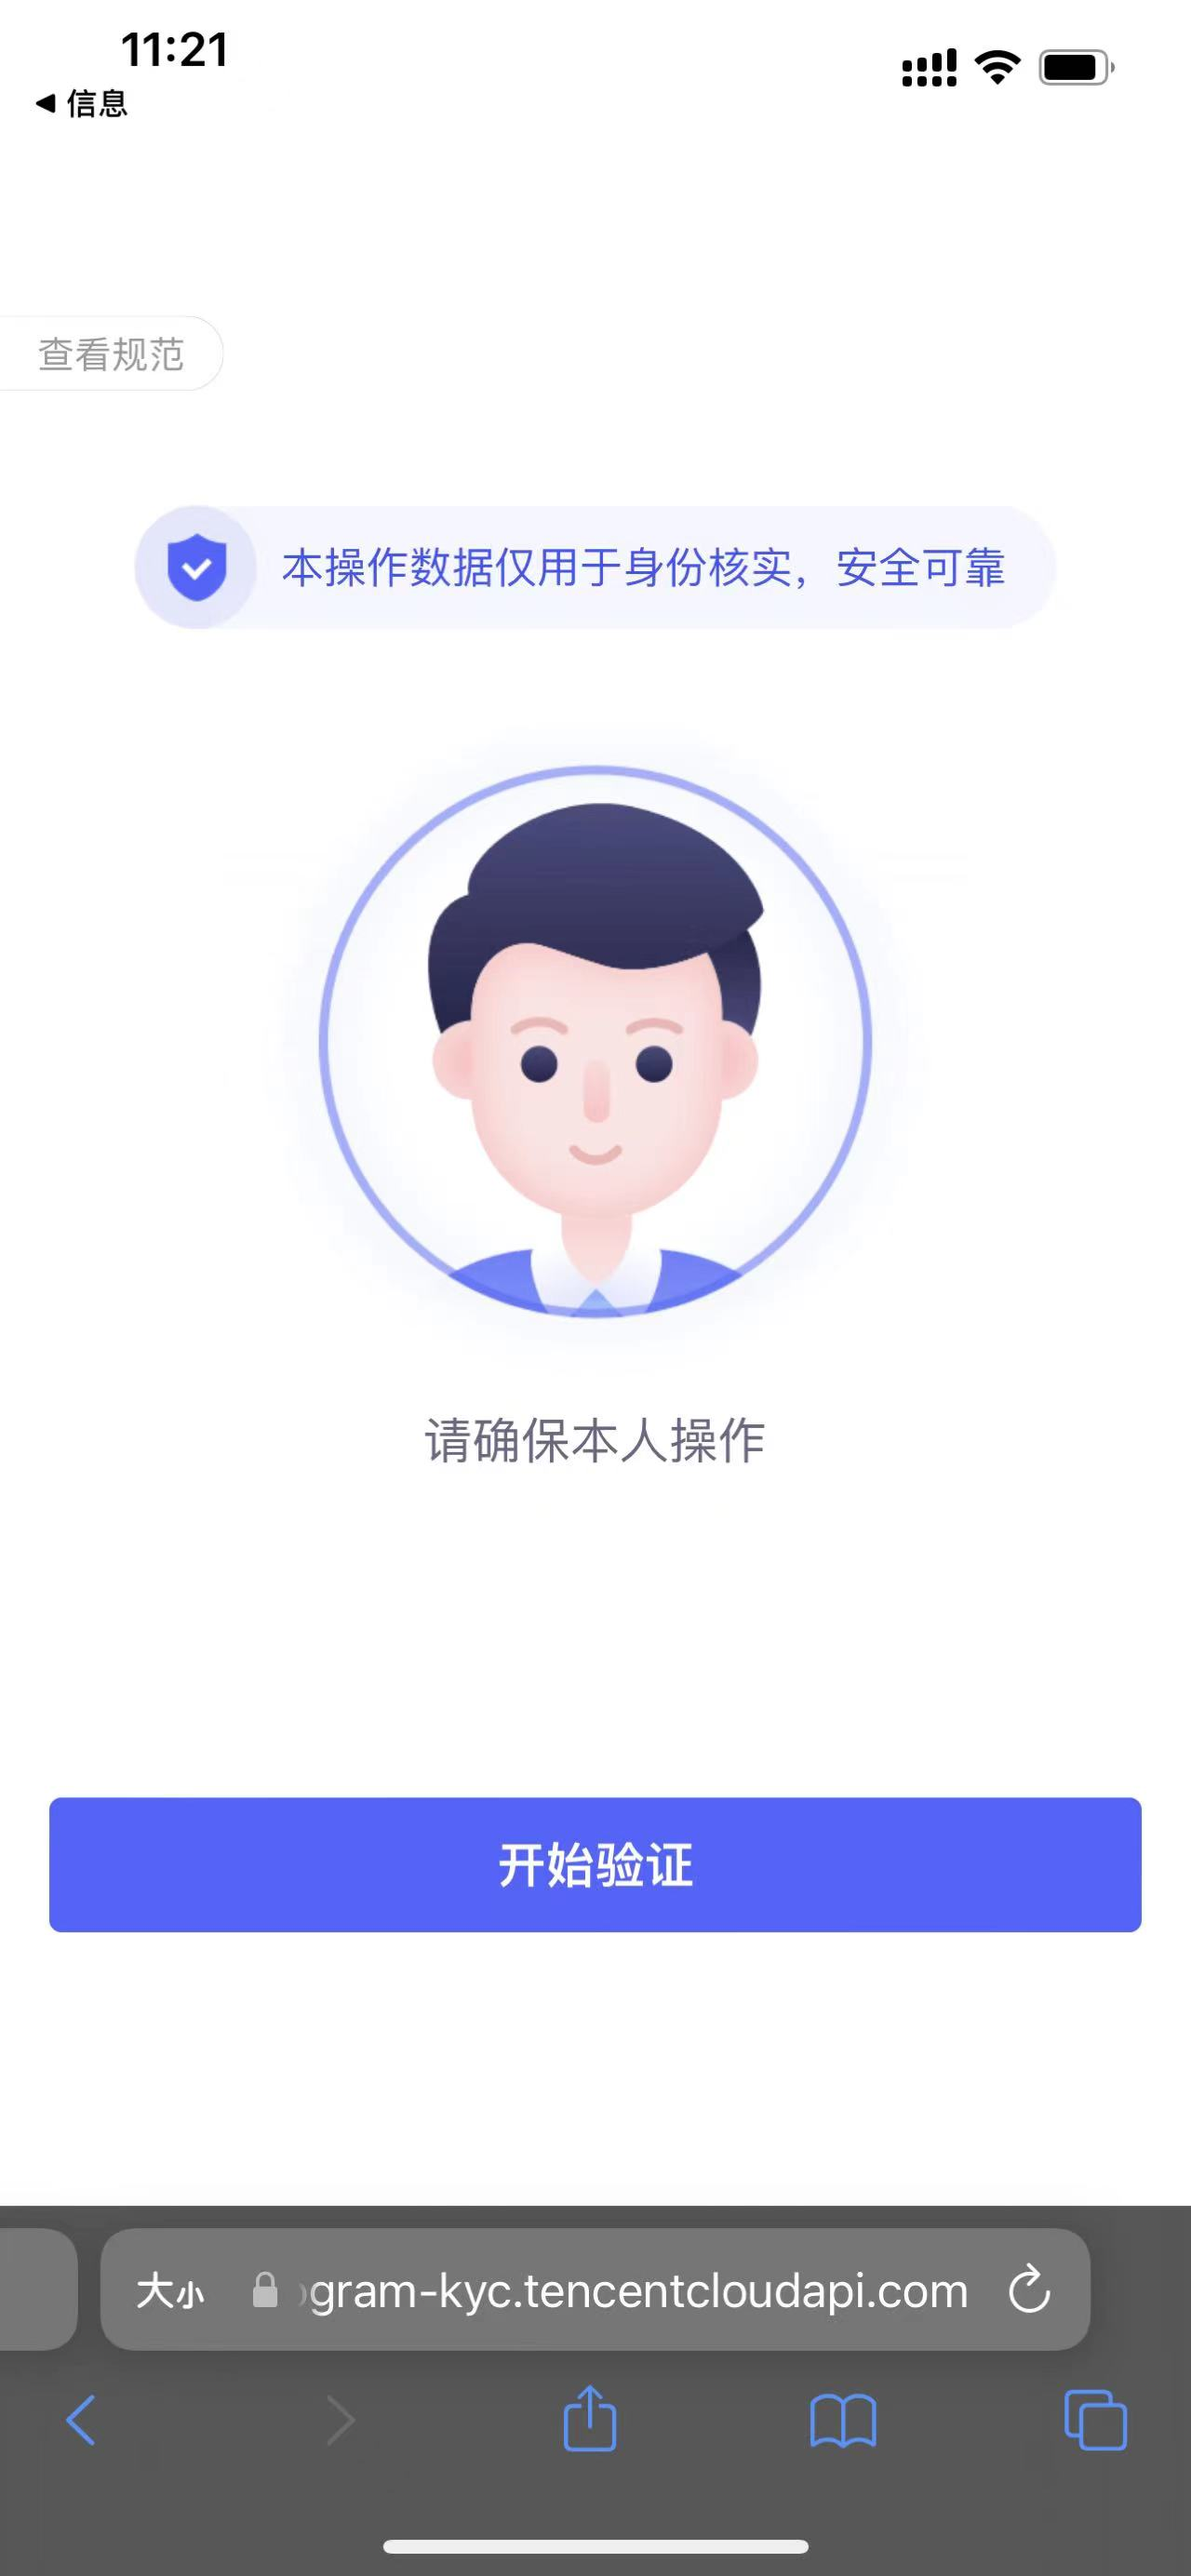 11:21
信息
查看规范
本操作数据仅用于身份核实，安全可靠
请确保本人操作
开始验证
大小 gram-kyc.tencentcloudapi.com